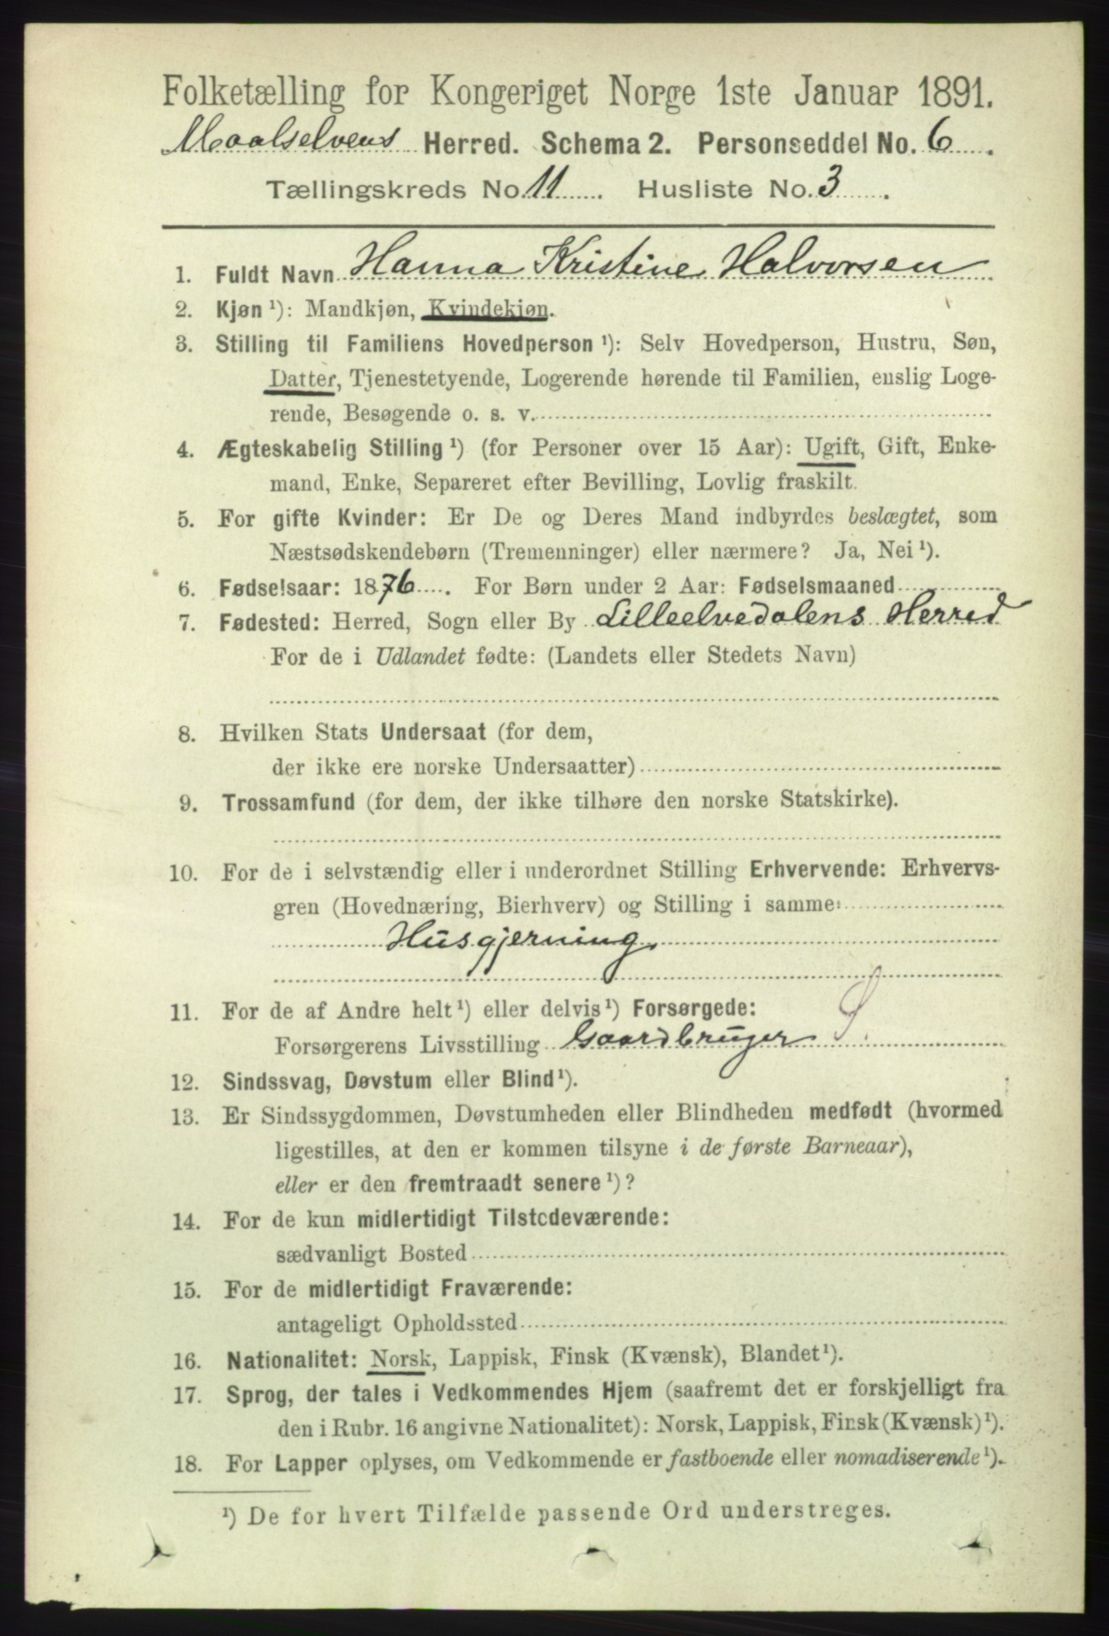 Folketælling for Kongeriget Norge 1ste Januar 1891.
Maalselvens Herred. Schema 2. Personseddel No. 6.
Tællingskreds No. 11. Husliste No. 3.
1. Fuldt Navn Hanna Kristine Halvorsen
2. Kjøn ¹): Mandkjøn, Kvindekjøn.
3. Stilling til Familiens Hovedperson ¹): Selv Hovedperson, Hustru, Søn,
Datter, Tjenestetyende, Logerende hørende til Familien, enslig Loge-
rende, Besøgende o. s. v.
4. Ægteskabelig Stilling ¹) (for Personer over 15 Aar): Ugift, Gift, Enke-
mand, Enke, Separeret efter Bevilling, Lovlig fraskilt.
5. For gifte Kvinder: Er De og Deres Mand indbyrdes beslægtet, som
Næstsødskendebørn (Tremenninger) eller nærmere? Ja, Nei ¹).
6. Fødselsaar: 1876. For Børn under 2 Aar: Fødselsmaaned
7. Fødested: Herred, Sogn eller By Lilleelvedalens Herred
For de i Udlandet fødte: (Landets eller Stedets Navn)
8. Hvilken Stats Undersaat (for dem,
der ikke ere norske Undersaatter)
9. Trossamfund (for dem, der ikke tilhøre den norske Statskirke).
10. For de i selvstændig eller i underordnet Stilling Erhvervende: Erhvervs-
gren (Hovednæring, Bierhverv) og Stilling i samme:
Husgjerning
11. For de af Andre helt ¹) eller delvis ¹) Forsørgede:
Forsørgerens Livsstilling Gaardbruger S.
12. Sindssvag, Døvstum eller Blind ¹).
13. Er Sindssygdommen, Døvstumheden eller Blindheden medfødt (hvormed
ligestilles, at den er kommen tilsyne i de første Barneaar),
eller er den fremtraadt senere ¹)?
14. For de kun midlertidigt Tilstedeværende:
sædvanligt Bosted
15. For de midlertidigt Fraværende:
antageligt Opholdssted
16. Nationalitet: Norsk, Lappisk, Finsk (Kvænsk), Blandet ¹).
17. Sprog, der tales i Vedkommendes Hjem (saafremt det er forskjelligt fra
den i Rubr. 16 angivne Nationalitet): Norsk, Lappisk, Finsk (Kvænsk) ¹).
18. For Lapper oplyses, om Vedkommende er fastboende eller nomadiserende ¹).
¹) De for hvert Tilfælde passende Ord understreges.